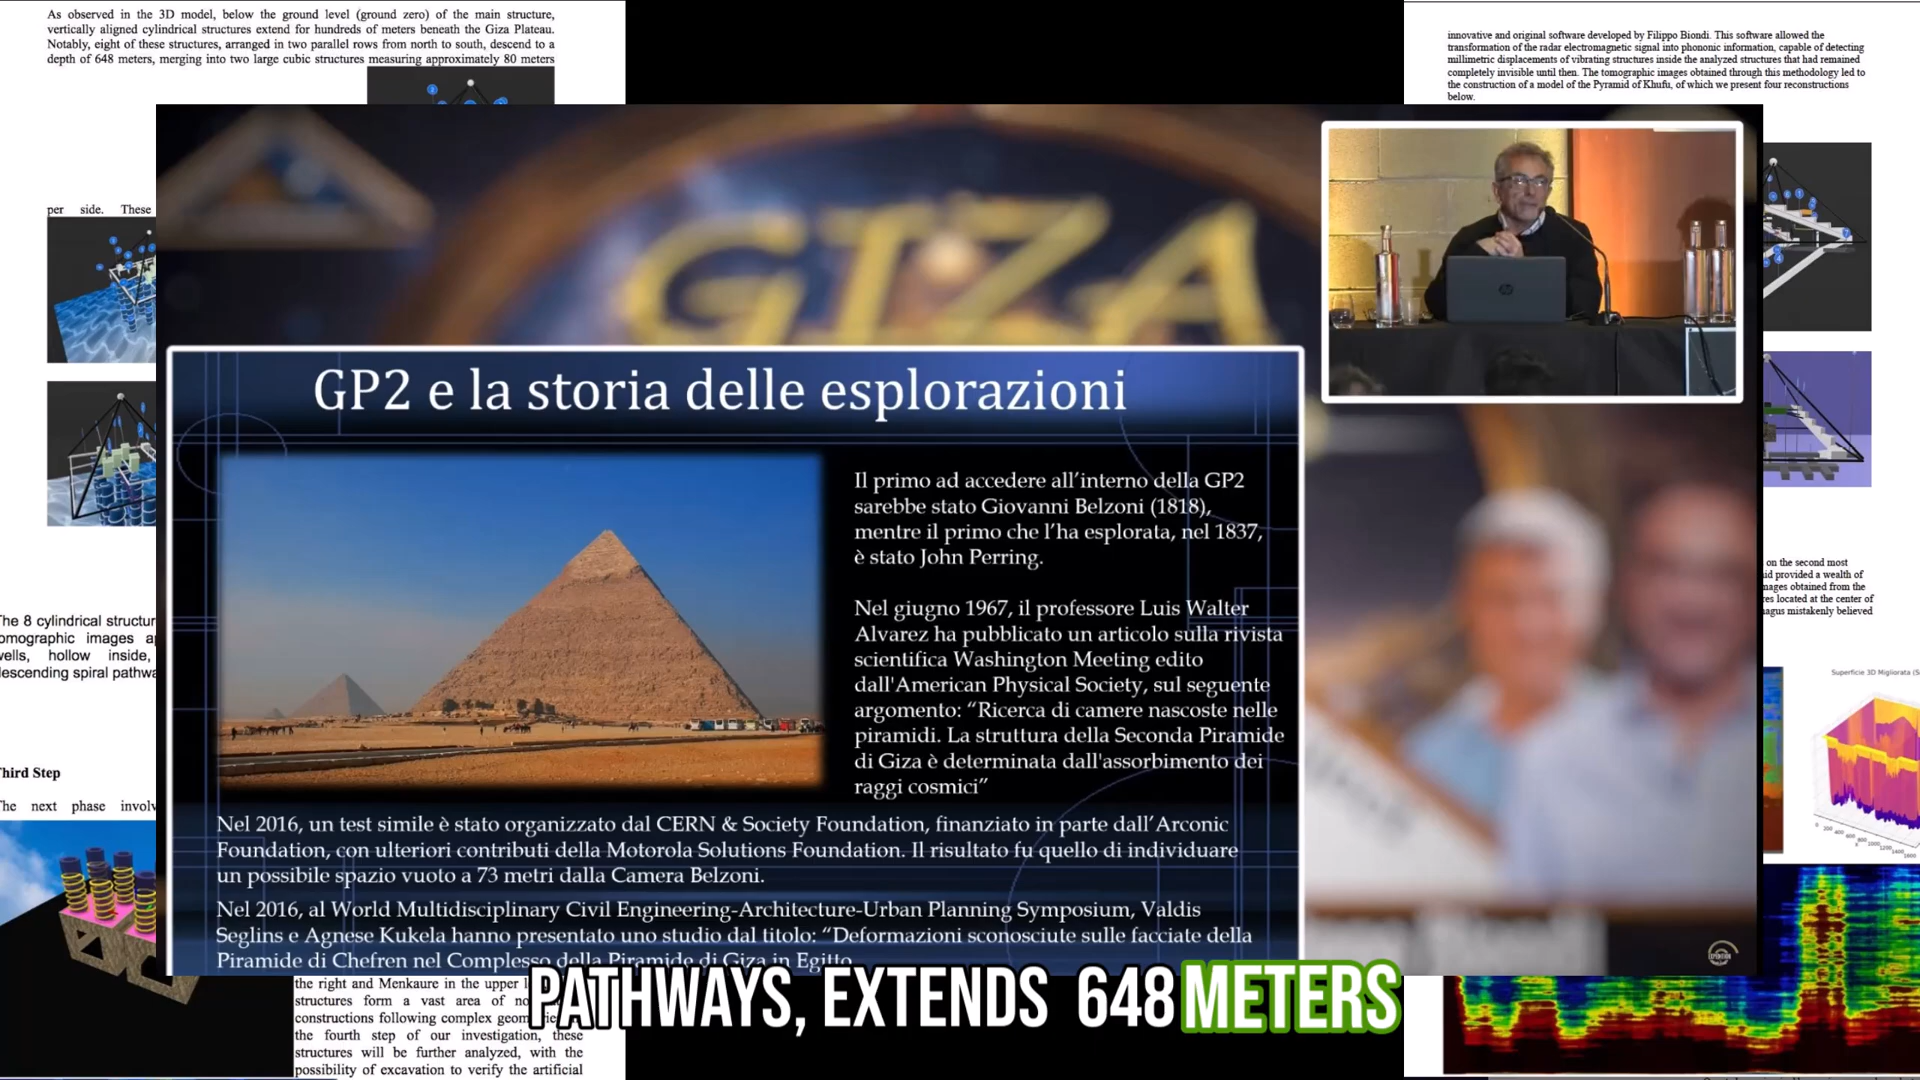 As observed in the 3D model, below the ground level (ground zero) of the main structure,
vertically aligned cylindrical structures extend for hundreds of meters beneath the Giza Plateau.
Notably, eight of these structures, arranged in two parallel rows from north to south, descend to a
depth of 648 meters, merging into two large cubic structures measuring approximately 80 meters
per side. These
The 8 cylindrical structur
omographic images a
wells, hollow inside,
descending spiral pathwa
Third Step
The next phase involv
the right and Menkaure in the upper l
structures form a vast area of no
constructions following complex geom
the fourth step of our investigation, these
structures will be further analyzed, with the
possibility of excavation to verify the artificial
innovative and original software developed by Filippo Biondi. This software allowed the
transformation of the radar electromagnetic signal into phononic information, capable of detecting
millimetric displacements of vibrating structures inside the analyzed structures that had remained
completely invisible until then. The tomographic images obtained through this methodology led to
the construction of a model of the Pyramid of Khufu, of which we present four reconstructions
below.
on the second most
id provided a wealth of
mages obtained from the
res located at the center of
agus mistakenly believed
Superficie 3D Migliorata (S
GIZA
GP2 e la storia delle esplorazioni
Il primo ad accedere all'interno della GP2
sarebbe stato Giovanni Belzoni (1818),
mentre il primo che l'ha esplorata, nel 1837,
è stato John Perring.
Nel giugno 1967, il professore Luis Walter
Alvarez ha pubblicato un articolo sulla rivista
scientifica Washington Meeting edito
dall'American Physical Society, sul seguente
argomento: “Ricerca di camere nascoste nelle
piramidi. La struttura della Seconda Piramide
di Giza è determinata dall'assorbimento dei
raggi cosmici”
Nel 2016, un test simile è stato organizzato dal CERN & Society Foundation, finanziato in parte dall'Arconic
Foundation, con ulteriori contributi della Motorola Solutions Foundation. Il risultato fu quello di individuare
un possibile spazio vuoto a 73 metri dalla Camera Belzoni.
Nel 2016, al World Multidisciplinary Civil Engineering-Architecture-Urban Planning Symposium, Valdis
Seglins e Agnese Kukela hanno presentato uno studio dal titolo: “Deformazioni sconosciute sulle facciate della
Piramide di Chefren nel Complesso della Piramide di Giza in Egitto
PATHWAYS, EXTENDS 648 METERS